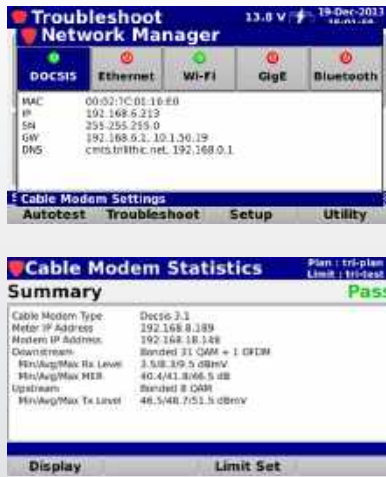 Troubleshoot 13.8 V 19-Dec-2013
Network Manager
DOCSIS Ethernet Wi-Fi GigE Bluetooth
MAC 00:02:7C:01:16:E0
IP 192.168.6.213
SN 255.255.255.0
GW 192.168.6.1, 10.1.50.19
DNS cmts.trilithic.net, 192.168.0.1
Cable Modem Settings
Autotest Troubleshoot Setup Utility
Cable Modem Statistics Plan : tri-plan
Limit : tri-test
Summary Pass
Cable Modem Type Docsis 3.1
Meter IP Address 192.168.8.189
Modem IP Address 192.168.18.148
Downstream Bonded 31 QAM + 1 OFDM
Min/Avg/Max Rx Level 3.5/8.3/9.5 dBmV
Min/Avg/Max MER 40.4/41.8/46.5 dB
Upstream Bonded 8 QAM
Min/Avg/Max Tx Level 46.5/48.7/51.5 dBmV
Display Limit Set